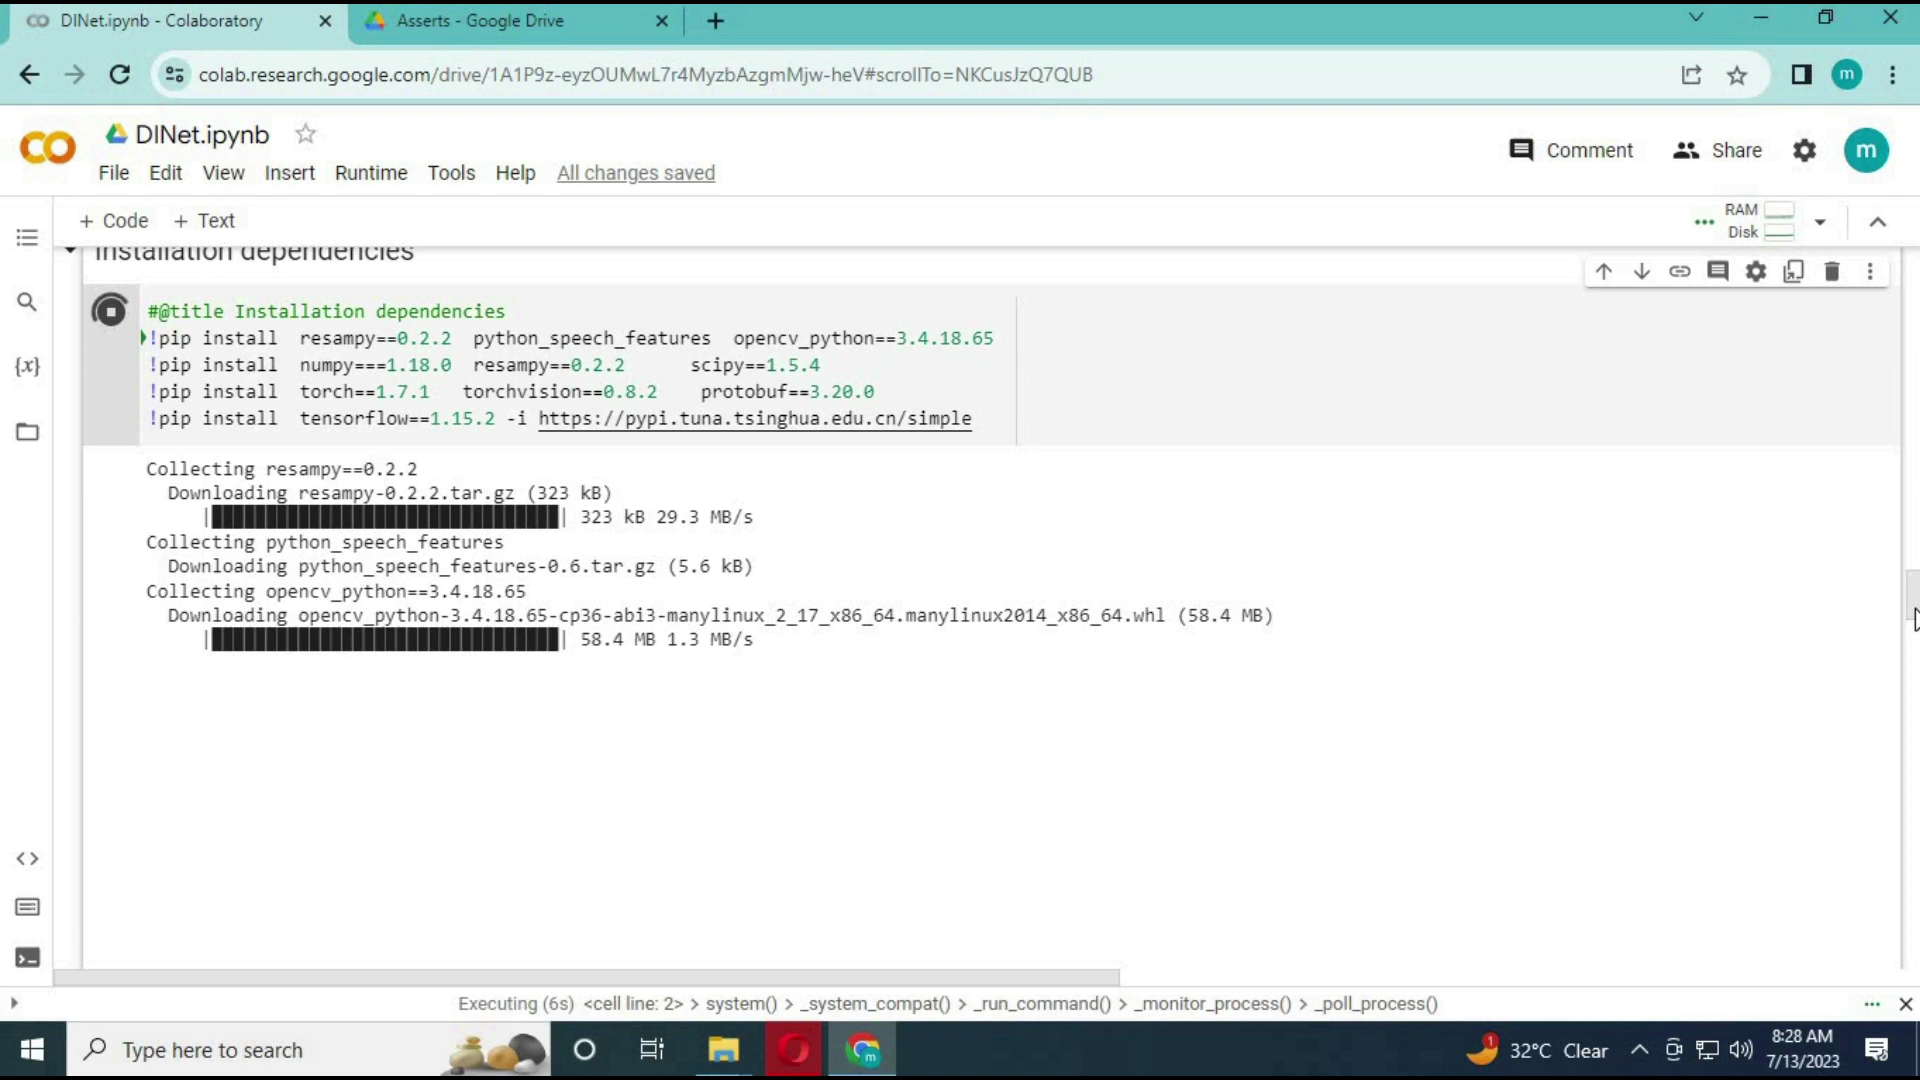 DINet.ipynb - Colaboratory
Asserts - Google Drive
colab.research.google.com/drive/1A1P9z-eyzOUMwL7r4MyzbAzgmMjw-heV#scrollTo=NKCusJzQ7QUB
m
DINet.ipynb
Comment
Share
m
File Edit View Insert Runtime Tools Help All changes saved
+ Code + Text
RAM
Disk
Installation dependencies
#@title Installation dependencies
!pip install  resampy==0.2.2  python_speech_features  opencv_python==3.4.18.65
!pip install  numpy===1.18.0  resampy==0.2.2      scipy==1.5.4
!pip install  torch==1.7.1   torchvision==0.8.2    protobuf==3.20.0
!pip install  tensorflow==1.15.2 -i https://pypi.tuna.tsinghua.edu.cn/simple
Collecting resampy==0.2.2
Downloading resampy-0.2.2.tar.gz (323 kB)
323 kB 29.3 MB/s
Collecting python_speech_features
Downloading python_speech_features-0.6.tar.gz (5.6 kB)
Collecting opencv_python==3.4.18.65
Downloading opencv_python-3.4.18.65-cp36-abi3-manylinux_2_17_x86_64.manylinux2014_x86_64.whl (58.4 MB)
58.4 MB 1.3 MB/s
Executing (6s) <cell line: 2> > system() > _system_compat() > _run_command() > _monitor_process() > _poll_process()
Type here to search
m
1
32°C Clear
8:28 AM
7/13/2023